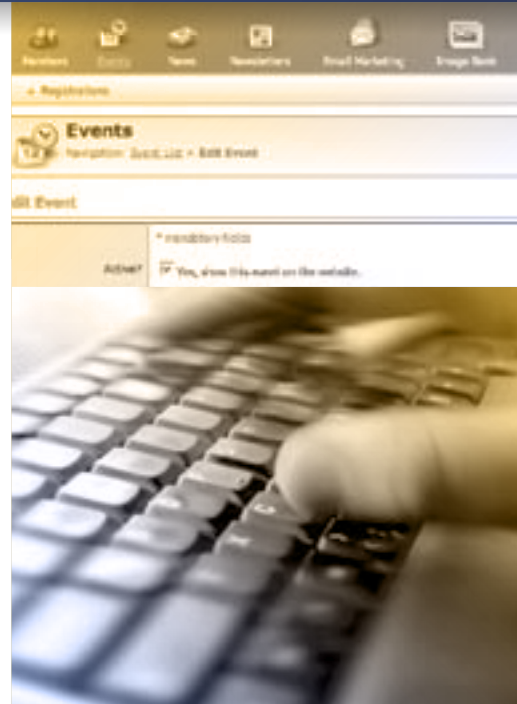 Members Events News Newsletters Email Marketing Image Bank
Registrations
Events
Navigation: Event List Edit Event
dit Event
* mandatory fields
Active? Yes, show this event on the website.